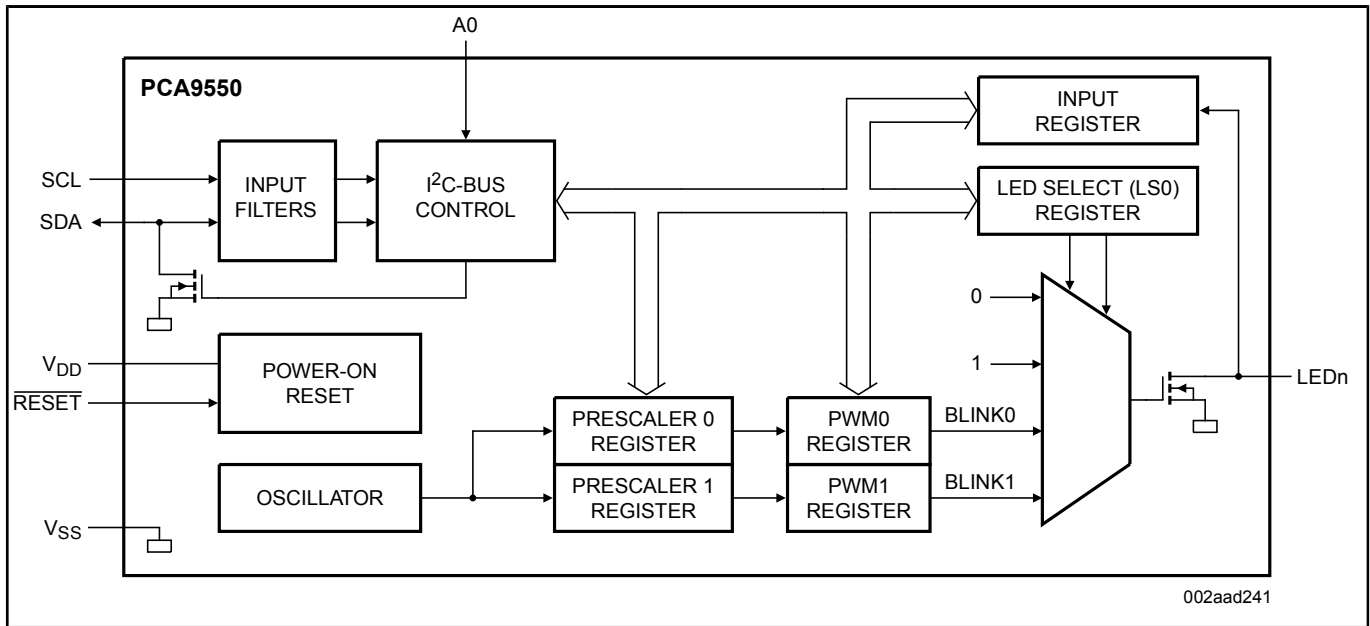 A0
PCA9550
INPUT
REGISTER
SCL
SDA
INPUT
FILTERS
I²C-BUS
CONTROL
LED SELECT (LS0)
REGISTER
0
1
VDD
RESET
POWER-ON
RESET
LEDn
PRESCALER 0
REGISTER
PWM0
REGISTER
BLINK0
OSCILLATOR
PRESCALER 1
REGISTER
PWM1
REGISTER
BLINK1
VSS
002aad241